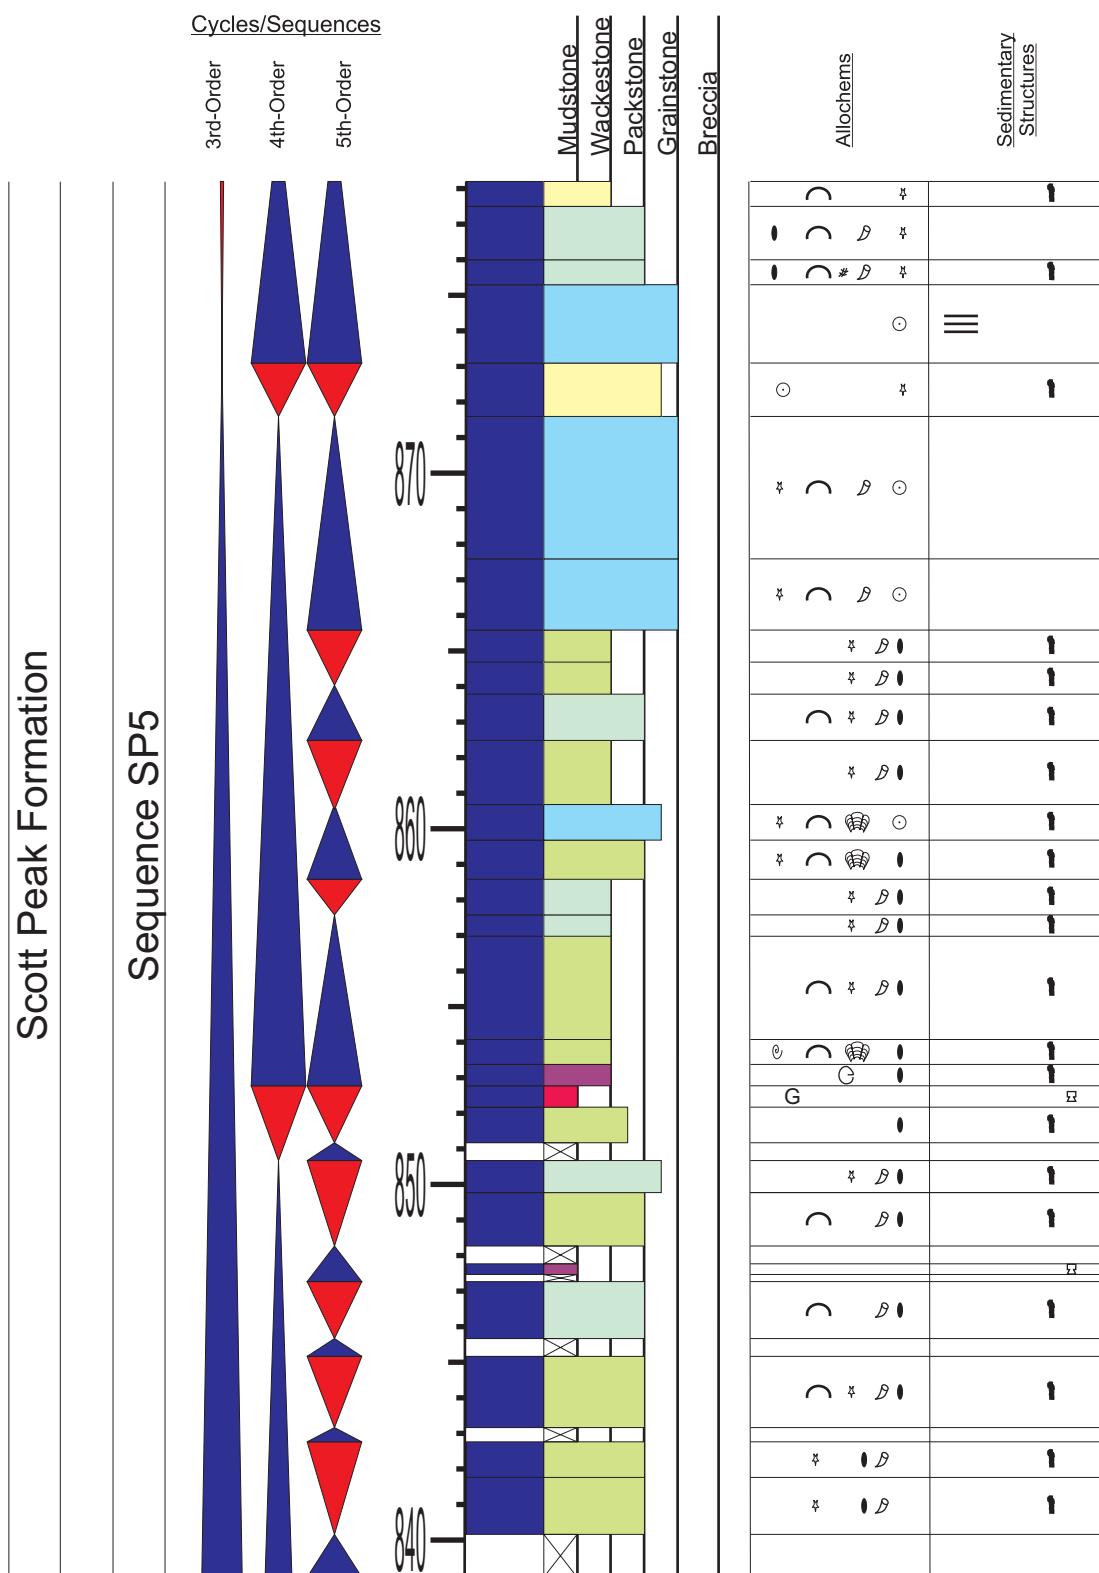 Cycles/Sequences
3rd-Order
4th-Order
5th-Order
Mudstone
Wackestone
Packstone
Grainstone
Breccia
Allochems
Sedimentary
Structures
Scott Peak Formation
Sequence SP5
870
860
850
840
G